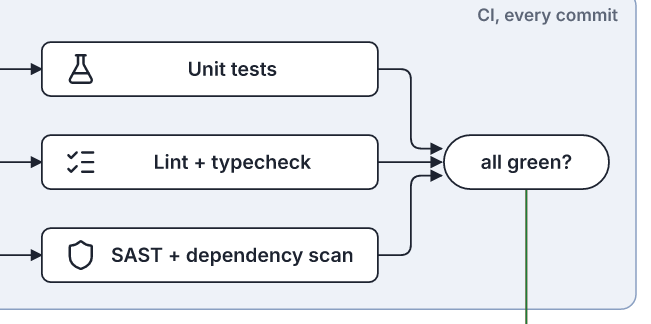 CI, every commit
Unit tests
Lint + typecheck
all green?
SAST + dependency scan